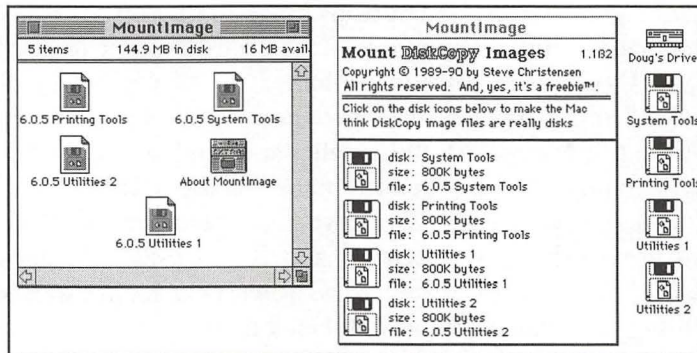 MountImage
5 items 144.9 MB in disk 16 MB avail
6.0.5 Printing Tools 6.0.5 System Tools
6.0.5 Utilities 2 About MountImage
6.0.5 Utilities 1
MountImage
Mount DiskCopy Images 1.1ß2
Copyright © 1989-90 by Steve Christensen
All rights reserved. And, yes, it's a freebie™.
Click on the disk icons below to make the Mac
think DiskCopy image files are really disks
disk: System Tools
size: 800K bytes
file: 6.0.5 System Tools
disk: Printing Tools
size: 800K bytes
file: 6.0.5 Printing Tools
disk: Utilities 1
size: 800K bytes
file: 6.0.5 Utilities 1
disk: Utilities 2
size: 800K bytes
file: 6.0.5 Utilities 2
Doug's Drive
System Tools
Printing Tools
Utilities 1
Utilities 2